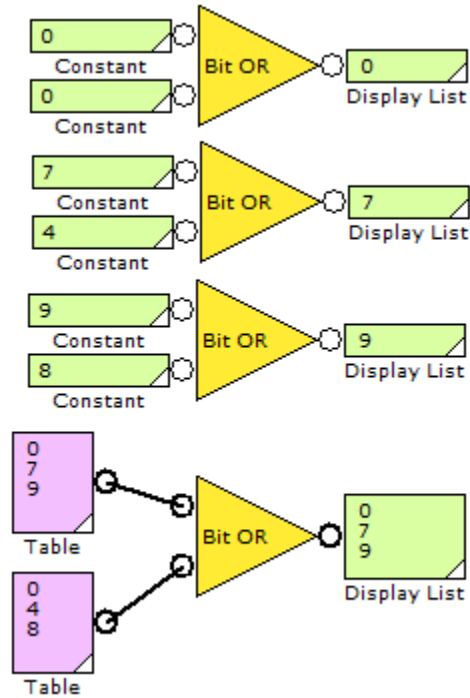 0
Constant
0
Constant
Bit OR
0
Display List
7
Constant
4
Constant
Bit OR
7
Display List
9
Constant
8
Constant
Bit OR
9
Display List
0
7
9
Table
0
4
8
Table
Bit OR
0
7
9
Display List